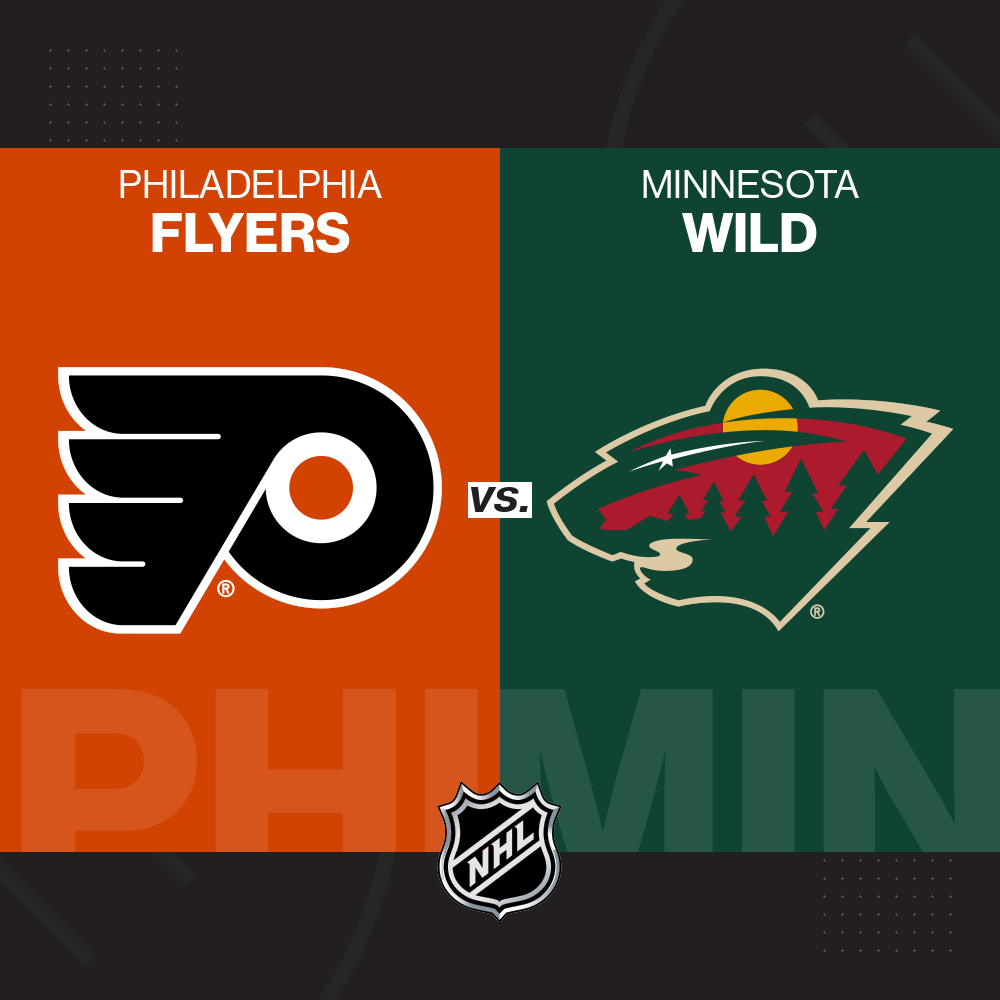 PHILADELPHIA
FLYERS
MINNESOTA
WILD
VS.
®
®
PHI
MIN
NHL